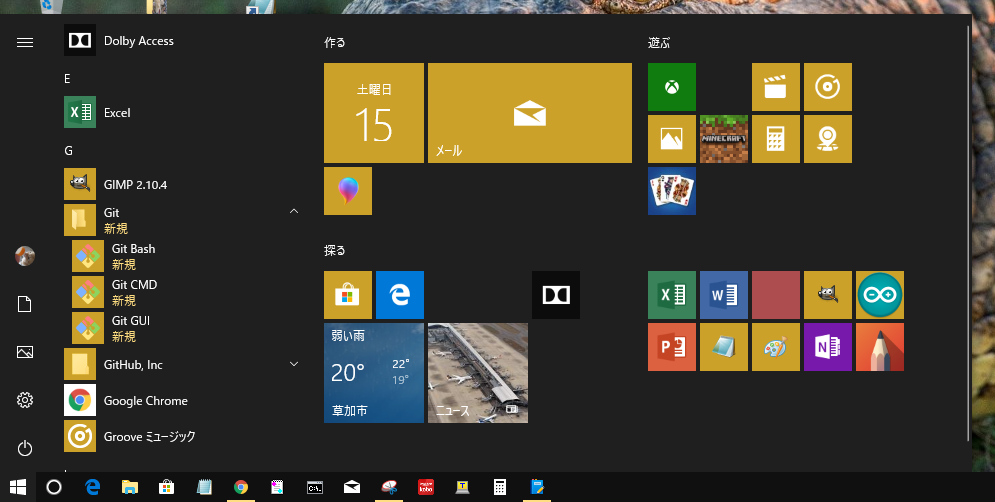 Dolby Access
E
Excel
G
GIMP 2.10.4
Git
新規
Git Bash
新規
Git CMD
新規
Git GUI
新規
GitHub, Inc
Google Chrome
Groove ミュージック
作る
土曜日
15
メール
探る
弱い雨
20°
22°
19°
草加市
ニュース
遊ぶ
MINECRAFT